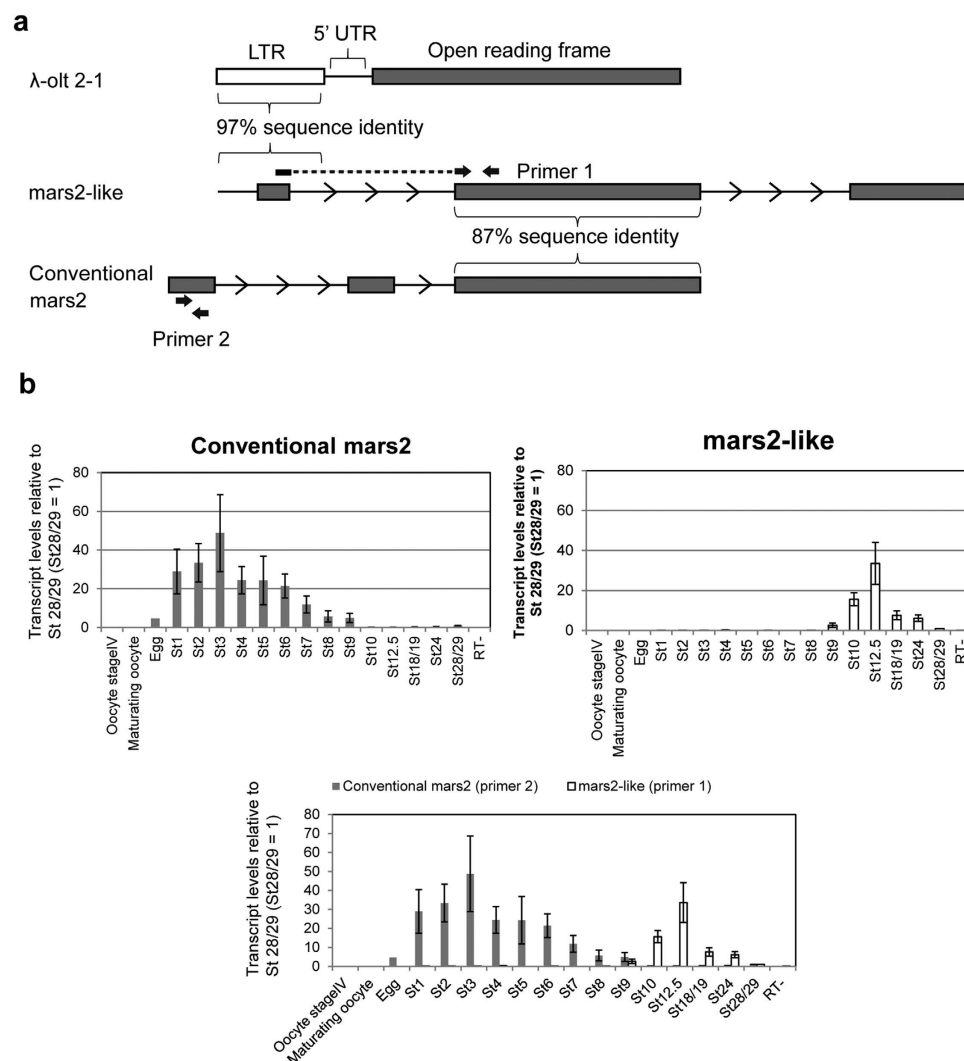 a
5' UTR
LTR
Open reading frame
λ-olt 2-1
97% sequence identity
Primer 1
mars2-like
87% sequence identity
Conventional
mars2
Primer 2
b
Conventional mars2
Transcript levels relative to
St 28/29 (St28/29 = 1)
80
60
40
20
0
Oocyte stageIV
Maturating oocyte
Egg
St1
St2
St3
St4
St5
St6
St7
St8
St9
St10
St12.5
St18/19
St24
St28/29
RT-
mars2-like
Transcript levels relative to
St 28/29 (St28/29 = 1)
80
60
40
20
0
Oocyte stageIV
Maturating oocyte
Egg
St1
St2
St3
St4
St5
St6
St7
St8
St9
St10
St12.5
St18/19
St24
St28/29
RT-
Conventional mars2 (primer 2)
mars2-like (primer 1)
Transcript levels relative to
St 28/29 (St28/29 = 1)
80
70
60
50
40
30
20
10
0
Oocyte stageIV
Maturating oocyte
Egg
St1
St2
St3
St4
St5
St6
St7
St8
St9
St10
St12.5
St18/19
St24
St28/29
RT-